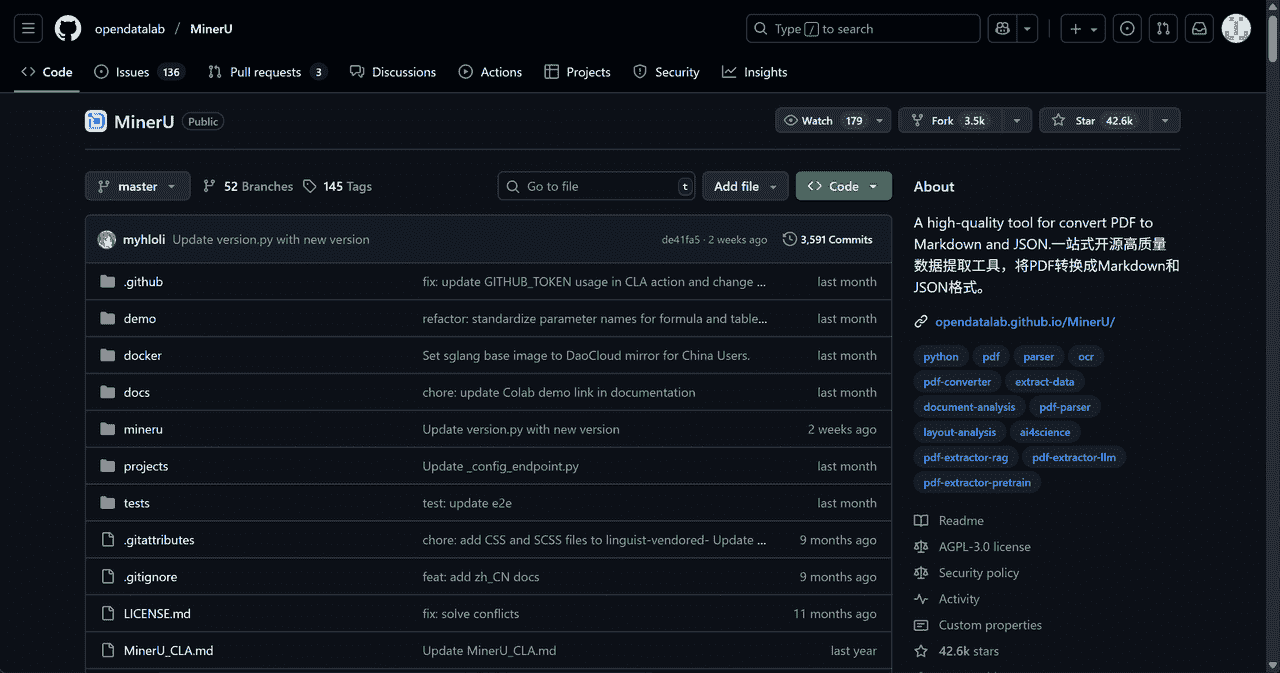 opendatalab / MinerU
Type / to search
Code
Issues 136
Pull requests 3
Discussions
Actions
Projects
Security
Insights
MinerU Public
Watch 179
Fork 3.5k
Star 42.6k
master
52 Branches
145 Tags
Go to file t
Add file
Code
myhloli Update version.py with new version de41fa5 · 2 weeks ago 3,591 Commits
.github fix: update GITHUB_TOKEN usage in CLA action and change ... last month
demo refactor: standardize parameter names for formula and table... last month
docker Set sglang base image to DaoCloud mirror for China Users. last month
docs chore: update Colab demo link in documentation last month
mineru Update version.py with new version 2 weeks ago
projects Update _config_endpoint.py last month
tests test: update e2e last month
.gitattributes chore: add CSS and SCSS files to linguist-vendored- Update ... 9 months ago
.gitignore feat: add zh_CN docs 9 months ago
LICENSE.md fix: solve conflicts 11 months ago
MinerU_CLA.md Update MinerU_CLA.md last year
About
A high-quality tool for convert PDF to
Markdown and JSON.一站式开源高质量
数据提取工具，将PDF转换成Markdown和
JSON格式。
opendatalab.github.io/MinerU/
python pdf parser ocr
pdf-converter extract-data
document-analysis pdf-parser
layout-analysis ai4science
pdf-extractor-rag pdf-extractor-llm
pdf-extractor-pretrain
Readme
AGPL-3.0 license
Security policy
Activity
Custom properties
42.6k stars